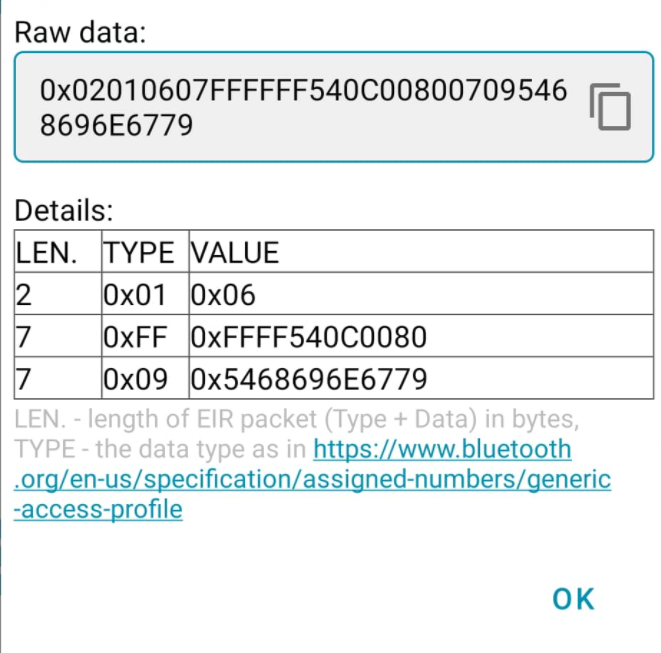 Raw data:
0x02010607FFFFFF540C00800709546
8696E6779
Details:
LEN. TYPE VALUE
2 0x01 0x06
7 0xFF 0xFFFF540C0080
7 0x09 0x5468696E6779
LEN. - length of EIR packet (Type + Data) in bytes,
TYPE - the data type as in https://www.bluetooth
.org/en-us/specification/assigned-numbers/generic
-access-profile
OK